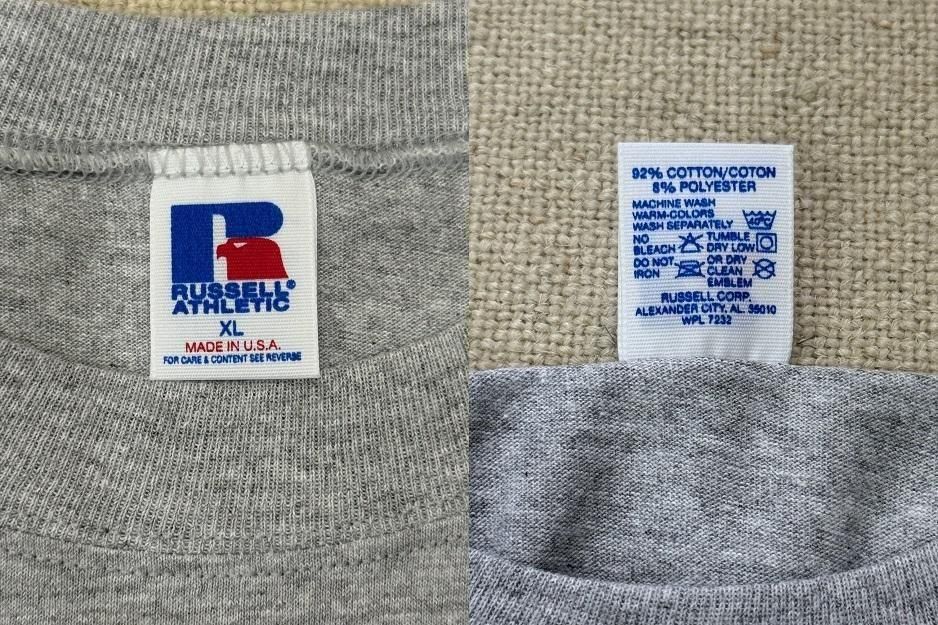 R
RUSSELL®
ATHLETIC
XL
MADE IN U.S.A.
FOR CARE & CONTENT SEE REVERSE
92% COTTON/COTON
8% POLYESTER
MACHINE WASH
WARM-COLORS
WASH SEPARATELY 40°C
NO BLEACH TUMBLE DRY LOW
DO NOT IRON OR DRY CLEAN EMBLEM
RUSSELL CORP.
ALEXANDER CITY, AL. 35010
WPL 7232